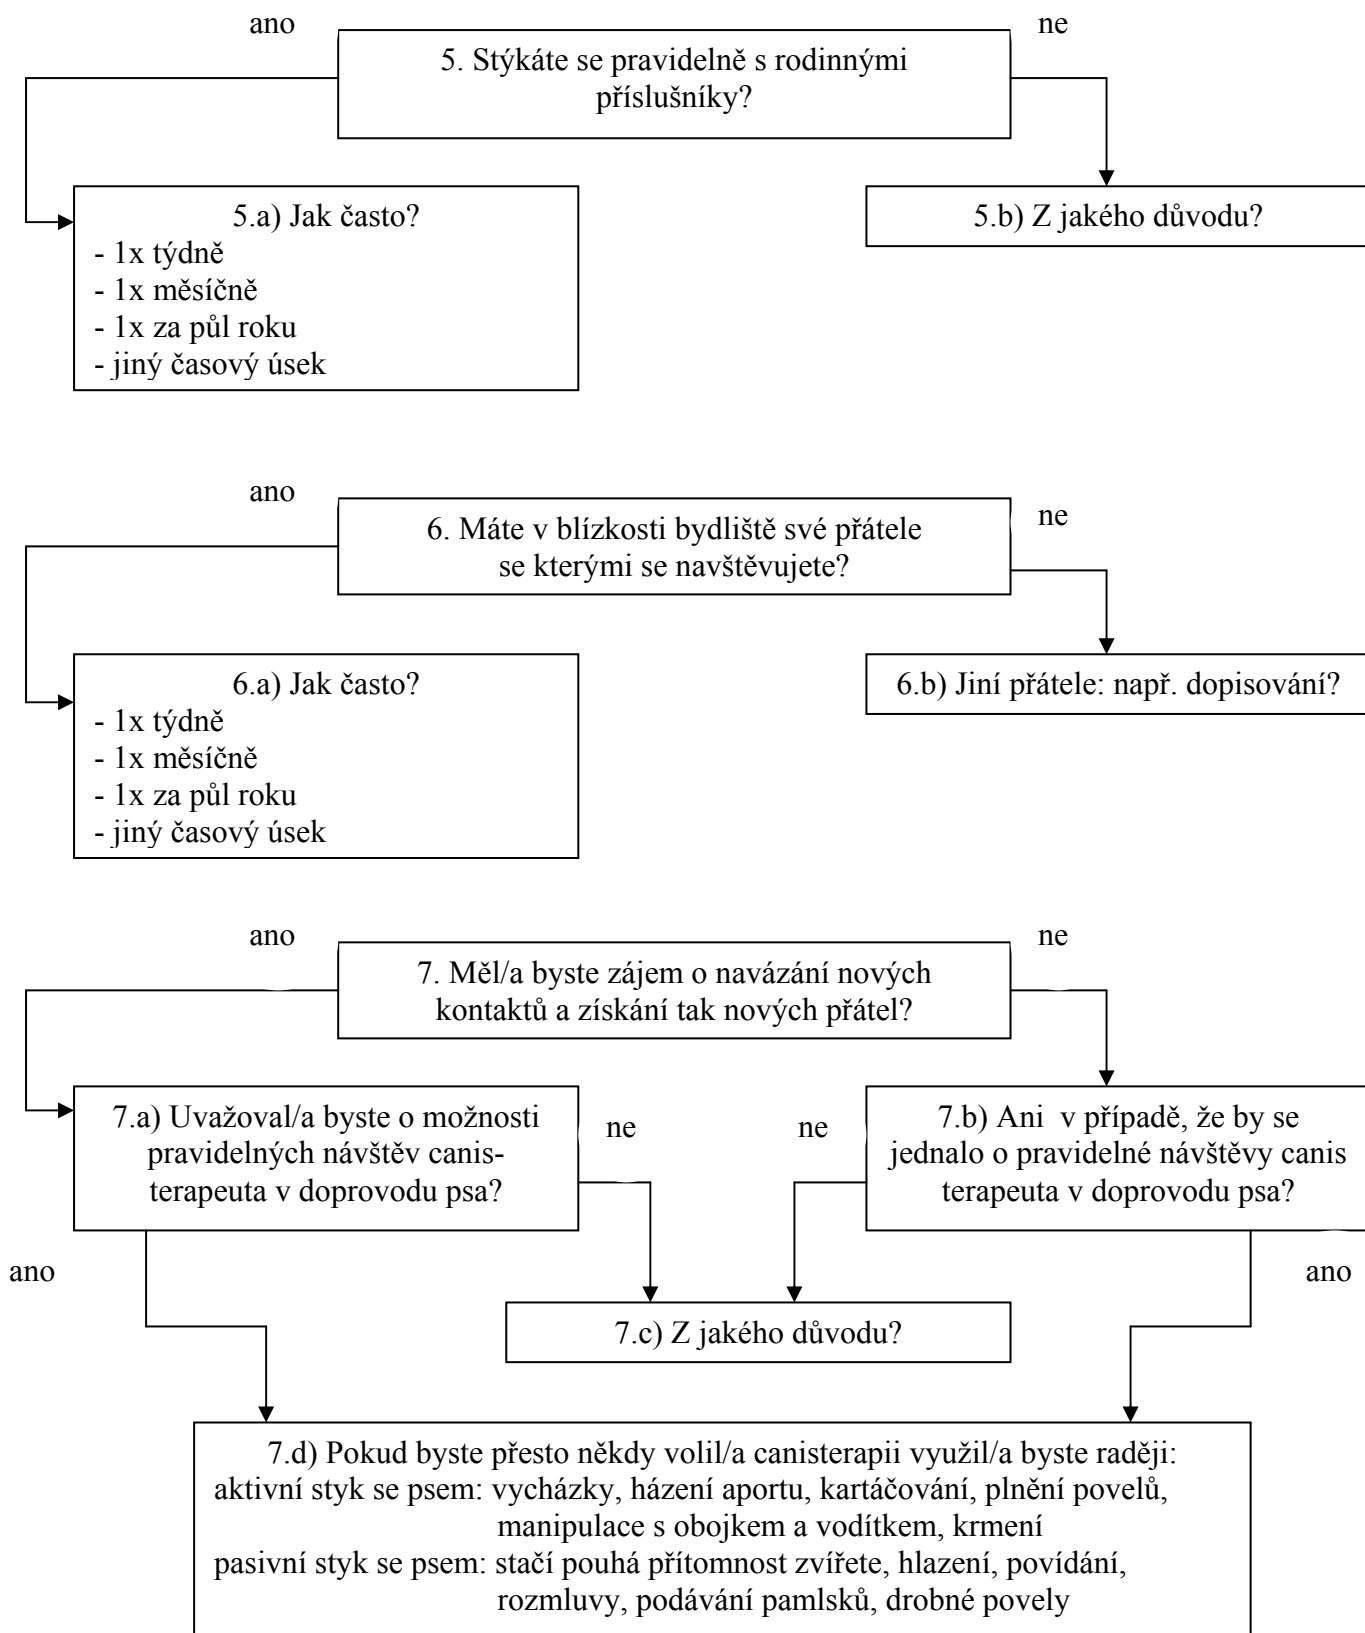 ano
ne
5. Stýkáte se pravidelně s rodinnými
příslušníky?
5.a) Jak často?
- 1x týdně
- 1x měsíčně
- 1x za půl roku
- jiný časový úsek
5.b) Z jakého důvodu?
ano
ne
6. Máte v blízkosti bydliště své přátele
se kterými se navštěvujete?
6.a) Jak často?
- 1x týdně
- 1x měsíčně
- 1x za půl roku
- jiný časový úsek
6.b) Jiní přátele: např. dopisování?
ano
ne
7. Měl/a byste zájem o navázání nových
kontaktů a získání tak nových přátel?
7.a) Uvažoval/a byste o možnosti
pravidelných návštěv canis-
terapeuta v doprovodu psa?
ne
ne
7.b) Ani v případě, že by se
jednalo o pravidelné návštěvy canis
terapeuta v doprovodu psa?
ano
ano
7.c) Z jakého důvodu?
7.d) Pokud byste přesto někdy volil/a canisterapii využil/a byste raději:
aktivní styk se psem: vycházky, házení aportu, kartáčování, plnění povelů,
manipulace s obojkem a vodítkem, krmení
pasivní styk se psem: stačí pouhá přítomnost zvířete, hlazení, povídání,
rozmluvy, podávání pamlsků, drobné povely